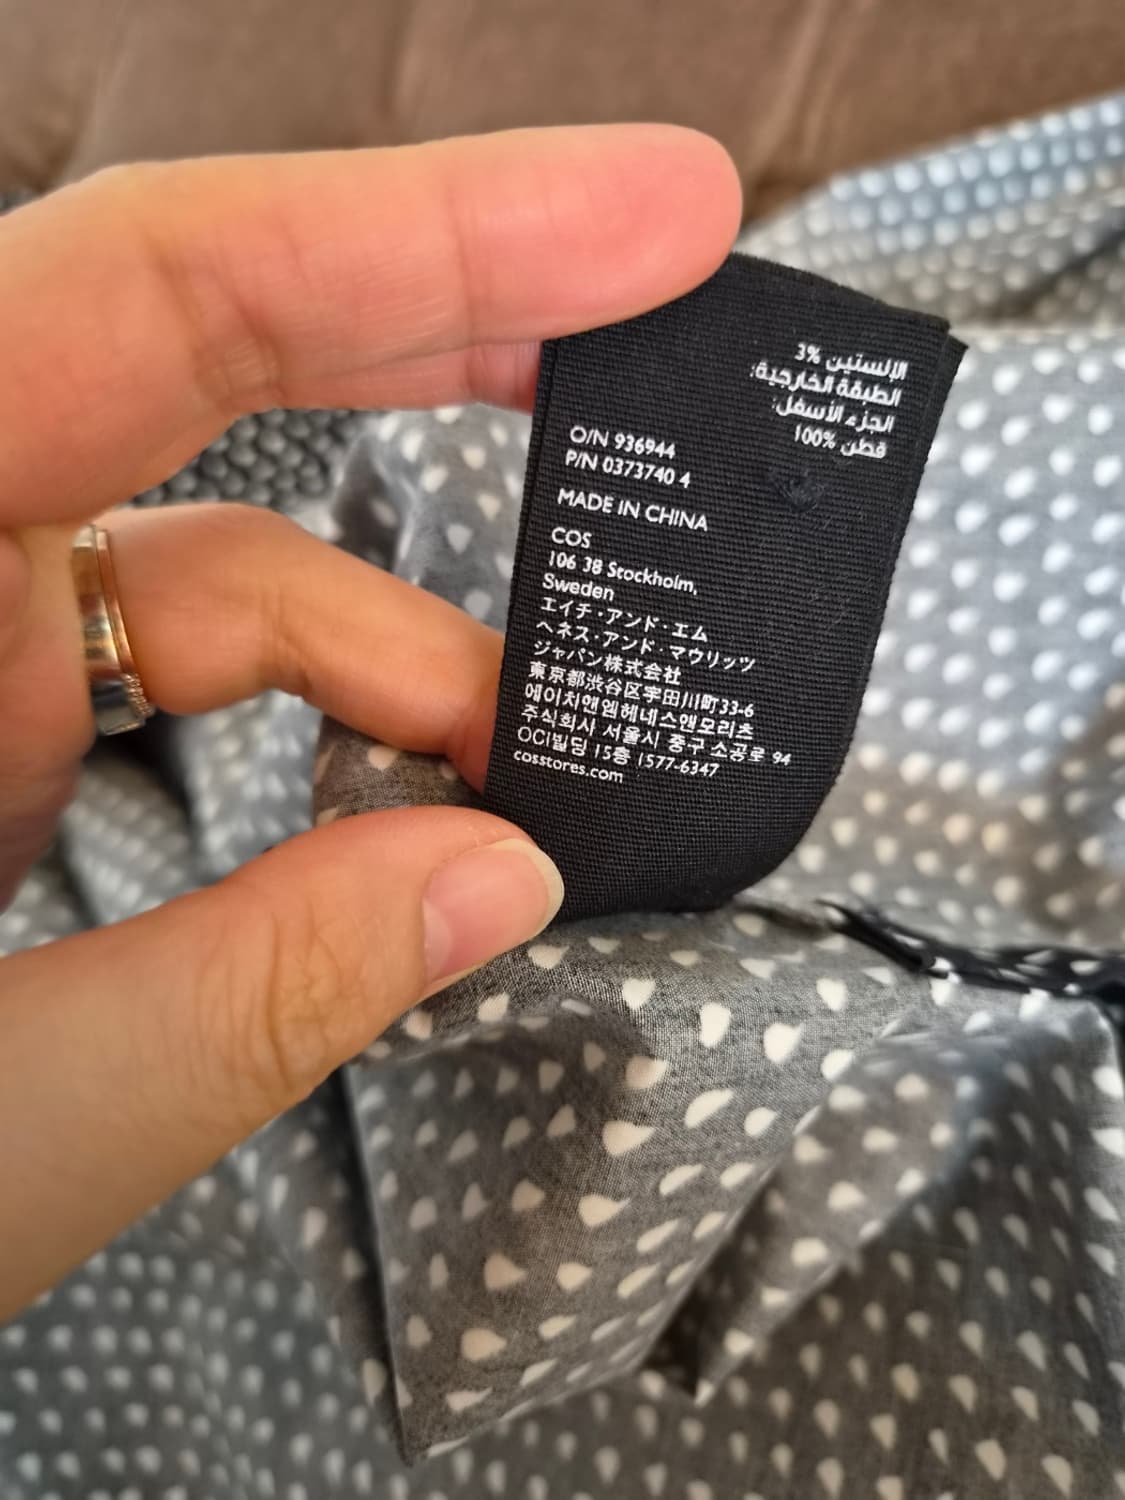 الإلستين %3
الطبقة الخارجية:
الجزء الأسفل:
قطن %100
O/N 936944
P/N 0373740 4
MADE IN CHINA
COS
106 38 Stockholm,
Sweden
エイチ・アンド・エム
ヘネス・アンド・マウリッツ
ジャパン株式会社
東京都渋谷区宇田川町33-6
에이치앤엠헤네스앤모리츠
주식회사 서울시 중구 소공로 94
OCI빌딩 15층 1577-6347
cosstores.com